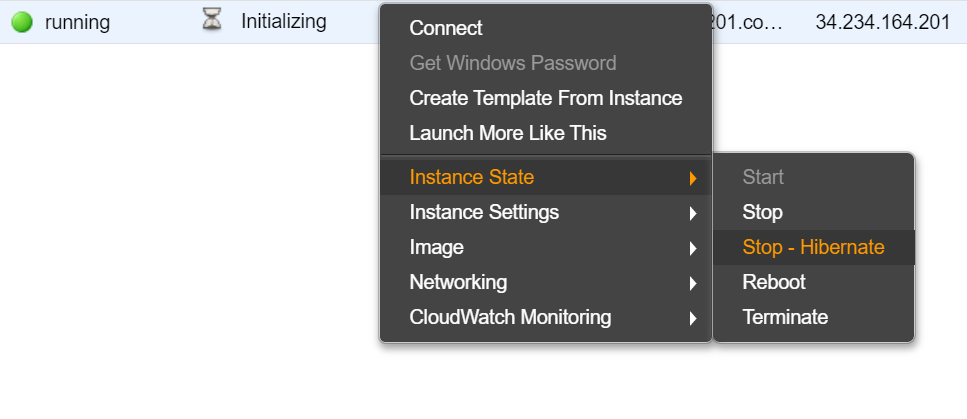 running Initializing 201.co... 34.234.164.201
Connect
Get Windows Password
Create Template From Instance
Launch More Like This
Instance State
Instance Settings
Image
Networking
CloudWatch Monitoring
Start
Stop
Stop - Hibernate
Reboot
Terminate